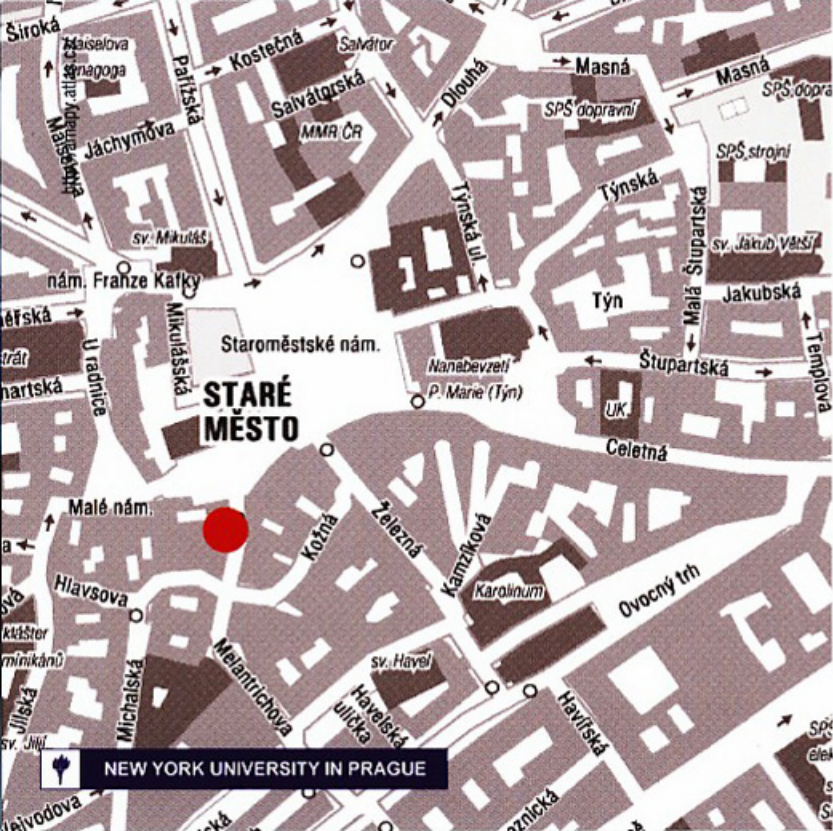 Široká
Maiselova
synagoga
Pařížská
Kostečná
Salvátor
Salvátorská
MMR ČR
Dlouhá
Masná
Masná
SPŠ dopravní
SPŠ strojní
Jáchymova
Týnská
Týnská ul.
Malá Štupartská
sv. Jakub Větší
sv. Mikuláš
nám. Franze Kafky
Týn
Jakubská
Mikulášská
U radnice
Staroměstské nám.
Nanebevzetí
P. Marie (Týn)
Štupartská
Templová
STARÉ
MĚSTO
UK
Celetná
Malé nám.
Kožná
Železná
Kamzíková
Karolinum
Ovocný trh
Hlavsova
klášter
Melantrichova
sv. Havel
Michalská
Havelská
ulička
Havířská
Jilská
sv. Jiljí
NEW YORK UNIVERSITY IN PRAGUE